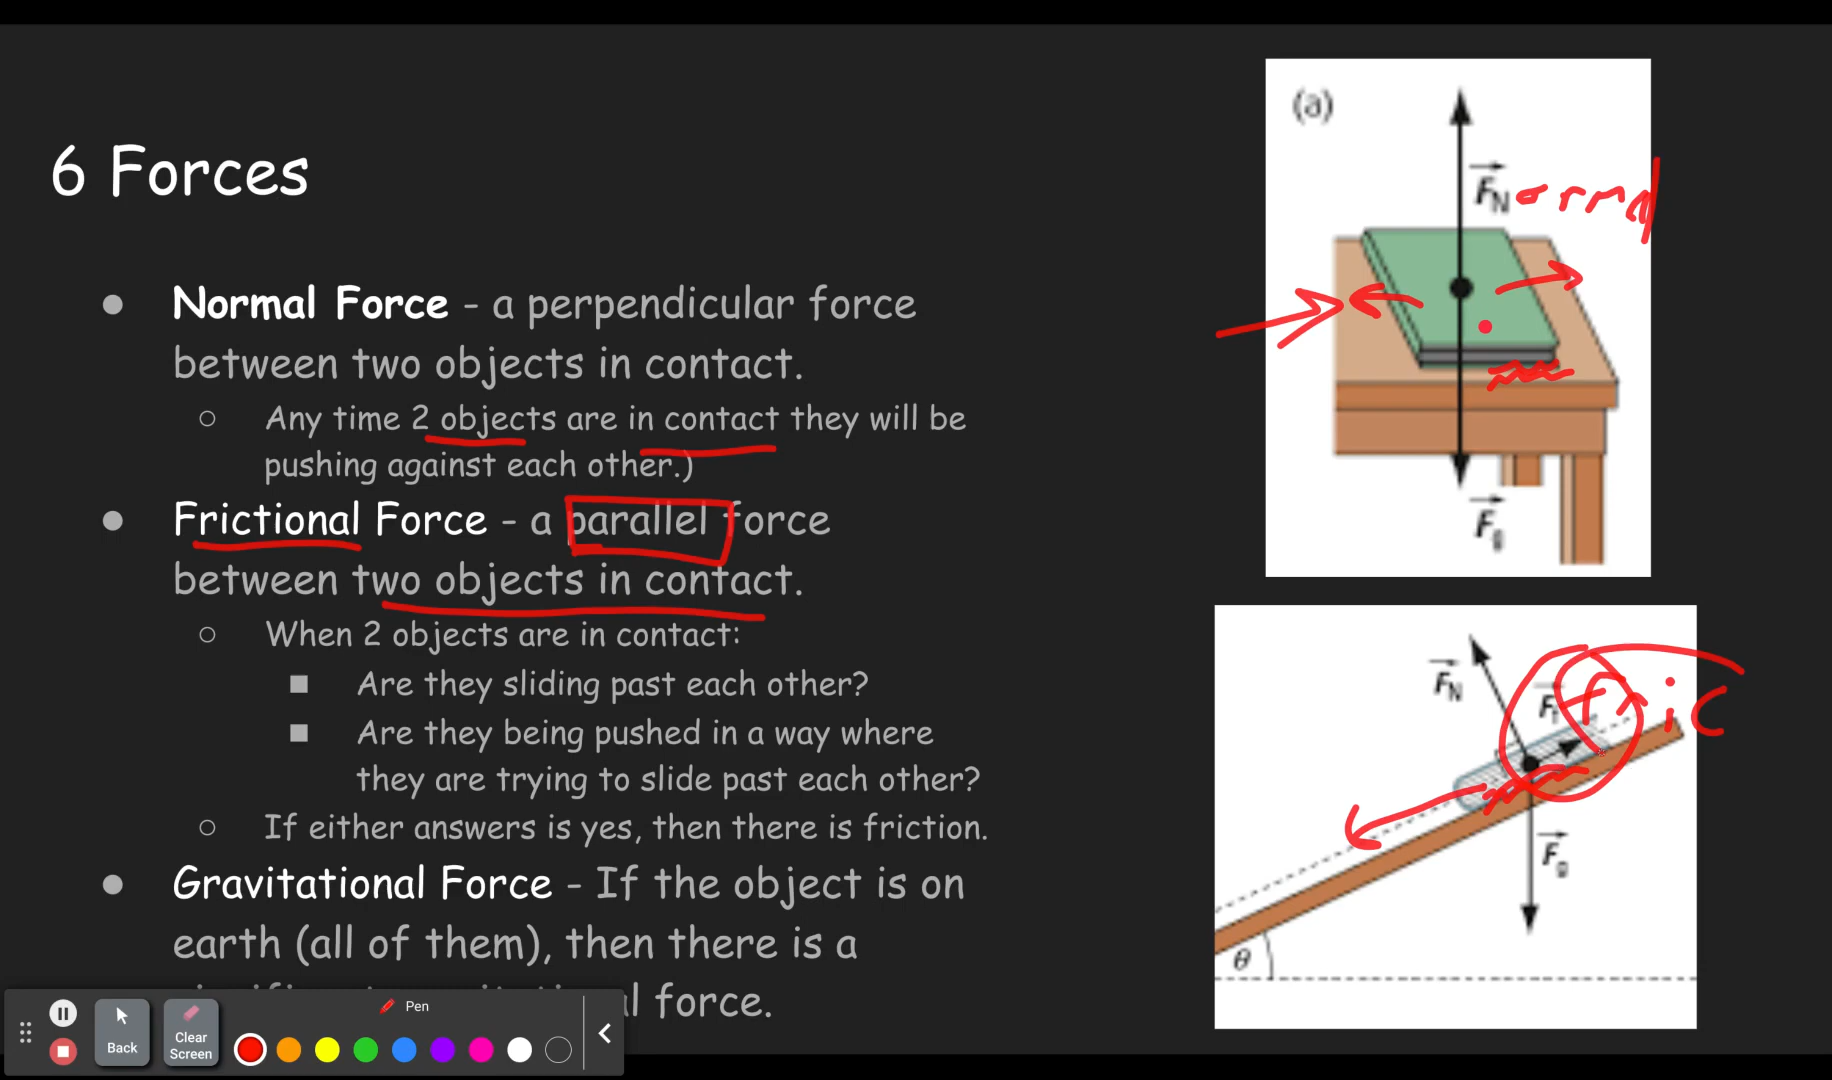 6 Forces
● Normal Force - a perpendicular force
between two objects in contact.
○ Any time 2 objects are in contact they will be
pushing against each other.)
● Frictional Force - a parallel force
between two objects in contact.
○ When 2 objects are in contact:
■ Are they sliding past each other?
■ Are they being pushed in a way where
they are trying to slide past each other?
○ If either answers is yes, then there is friction.
● Gravitational Force - If the object is on
earth (all of them), then there is a
force.
(a)
F_N ormal
F_g
F_N
F_f
F_g
θ
Pen
Back
Clear
Screen